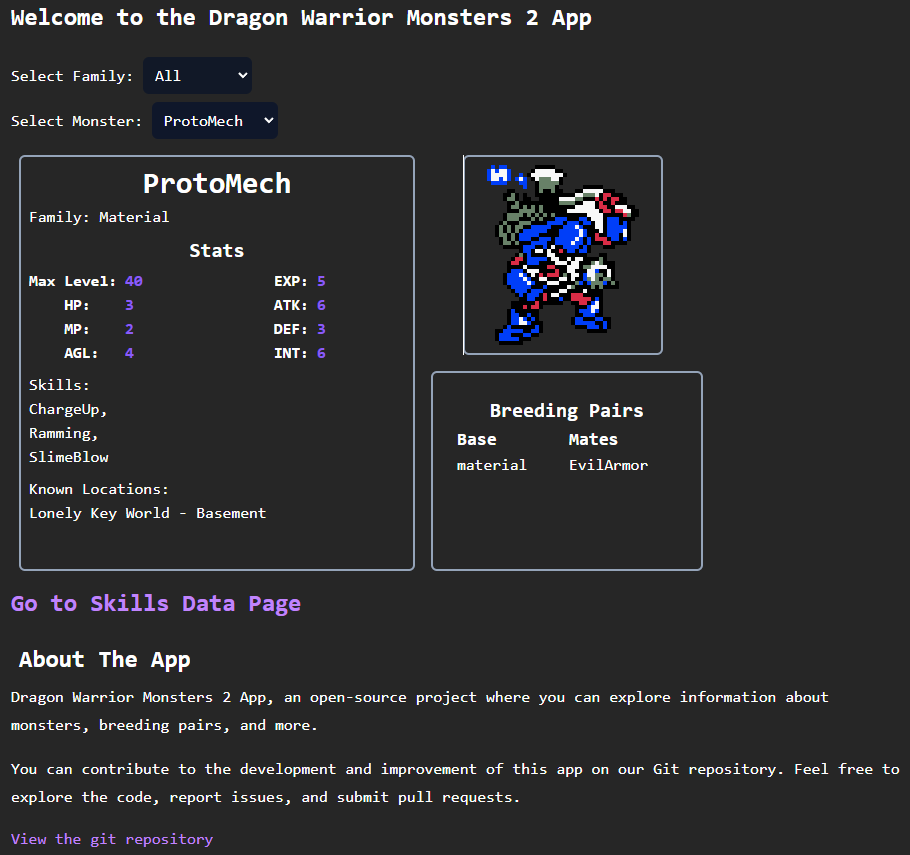 Welcome to the Dragon Warrior Monsters 2 App
Select Family: All
Select Monster: ProtoMech
ProtoMech
Family: Material
Stats
Max Level: 40 EXP: 5
HP: 3 ATK: 6
MP: 2 DEF: 3
AGL: 4 INT: 6
Skills:
ChargeUp,
Ramming,
SlimeBlow
Known Locations:
Lonely Key World - Basement
Breeding Pairs
Base Mates
material EvilArmor
Go to Skills Data Page
About The App
Dragon Warrior Monsters 2 App, an open-source project where you can explore information about
monsters, breeding pairs, and more.
You can contribute to the development and improvement of this app on our Git repository. Feel free to
explore the code, report issues, and submit pull requests.
View the git repository